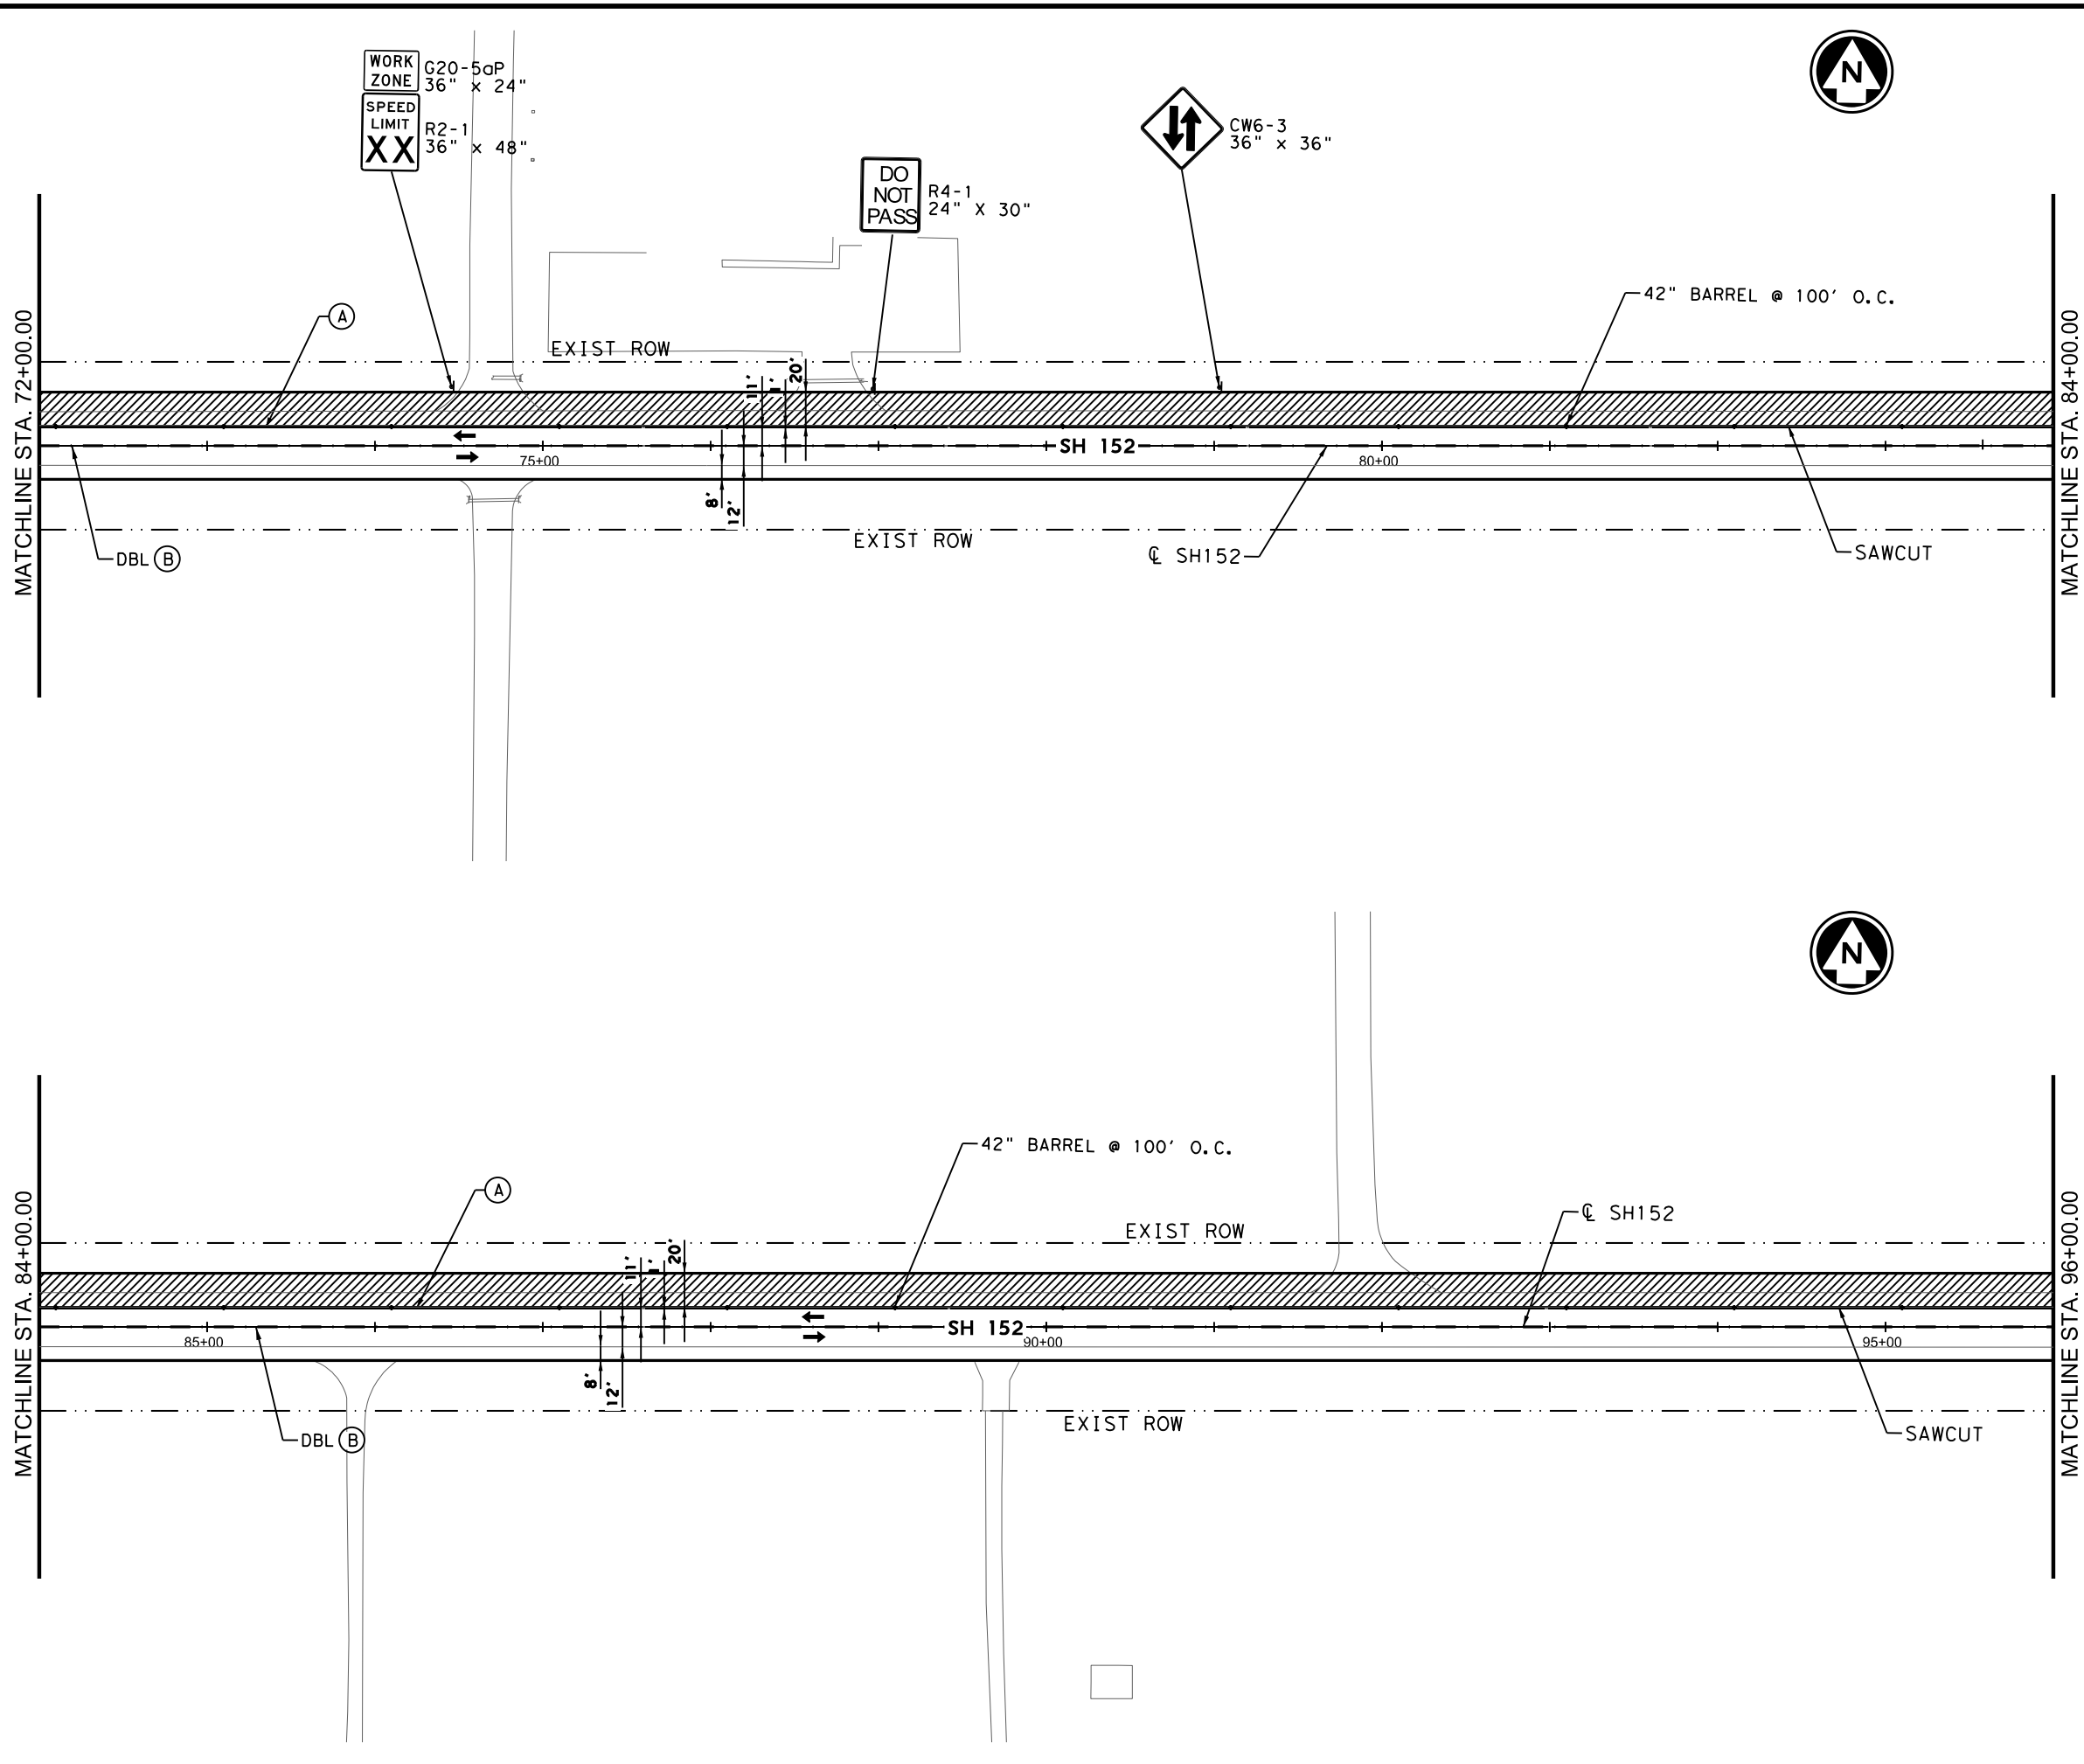 WORK
ZONE
G20-5aP
36" x 24"
SPEED
LIMIT
XX
R2-1
36" x 48"
DO
NOT
PASS
R4-1
24" X 30"
CW6-3
36" x 36"
N
MATCHLINE STA. 72+00.00
A
EXIST ROW
11'
1'
20'
42" BARREL @ 100' O.C.
MATCHLINE STA. 84+00.00
SH 152
75+00
80+00
8'
12'
DBL B
EXIST ROW
℄ SH152
SAWCUT
N
MATCHLINE STA. 84+00.00
A
42" BARREL @ 100' O.C.
EXIST ROW
℄ SH152
11'
1'
20'
MATCHLINE STA. 96+00.00
SH 152
85+00
90+00
95+00
8'
12'
DBL B
EXIST ROW
SAWCUT